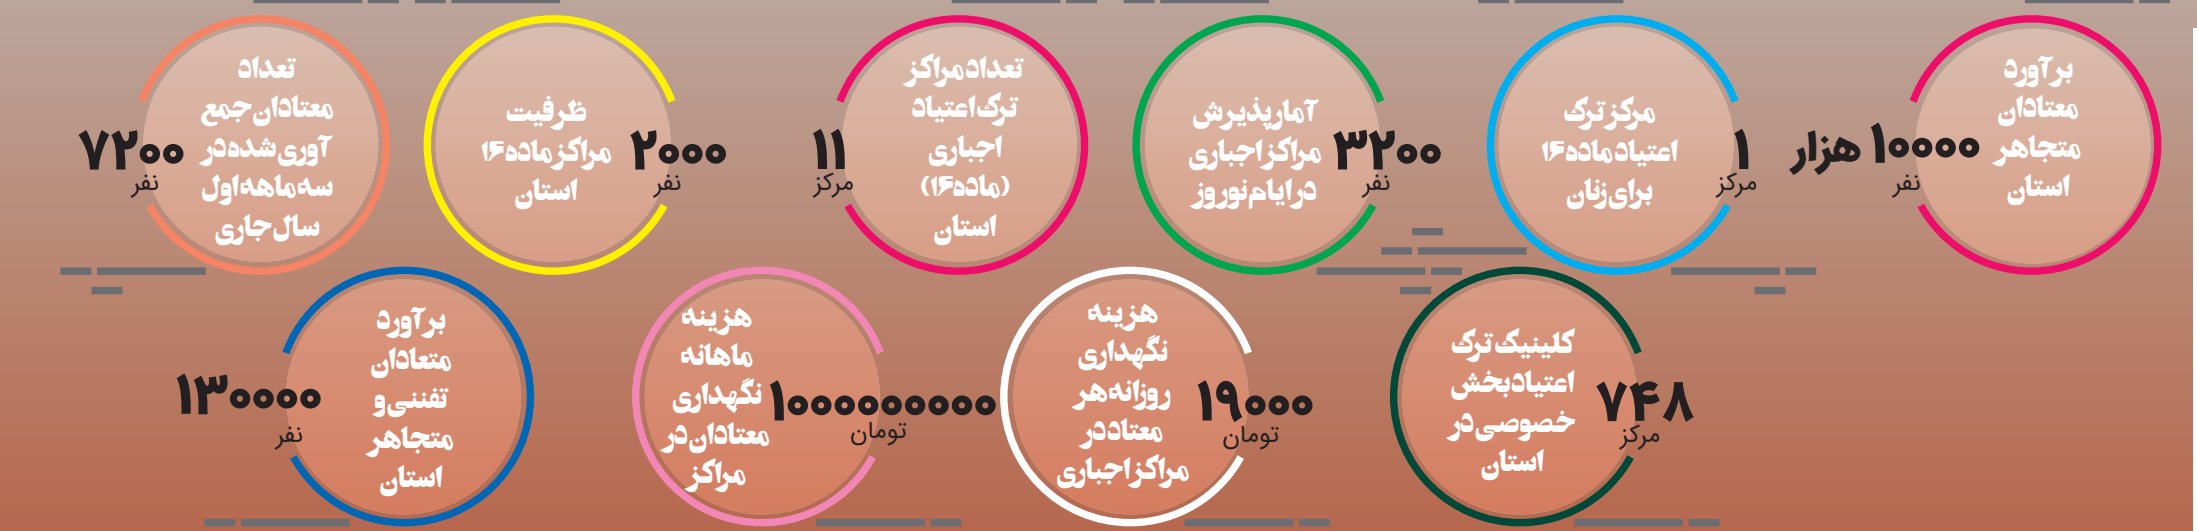 برآورد
معتادان
متجاهر
استان
۱۰۰۰۰ هزار
نفر
مرکز ترک
اعتیاد ماده ۱۶
برای زنان
۱
مرکز
آمار پذیرش
مراکز اجباری
در ایام نوروز
۳۲۰۰
نفر
تعداد مراکز
ترک اعتیاد
اجباری
(ماده ۱۶)
استان
۱۱
مرکز
ظرفیت
مراکز ماده ۱۶
استان
۲۰۰۰
نفر
تعداد
معتادان جمع
آوری شده در
سه ماهه اول
سال جاری
۷۲۰۰
نفر
کلینیک ترک
اعتیاد بخش
خصوصی در
استان
۷۴۸
مرکز
هزینه
نگهداری
روزانه هر
معتاد در
مراکز اجباری
۱۹۰۰۰
تومان
هزینه
ماهانه
نگهداری
معتادان در
مراکز
۱۰۰۰۰۰۰۰۰۰
تومان
برآورد
متعادان
تفننی و
متجاهر
استان
۱۳۰۰۰۰
نفر